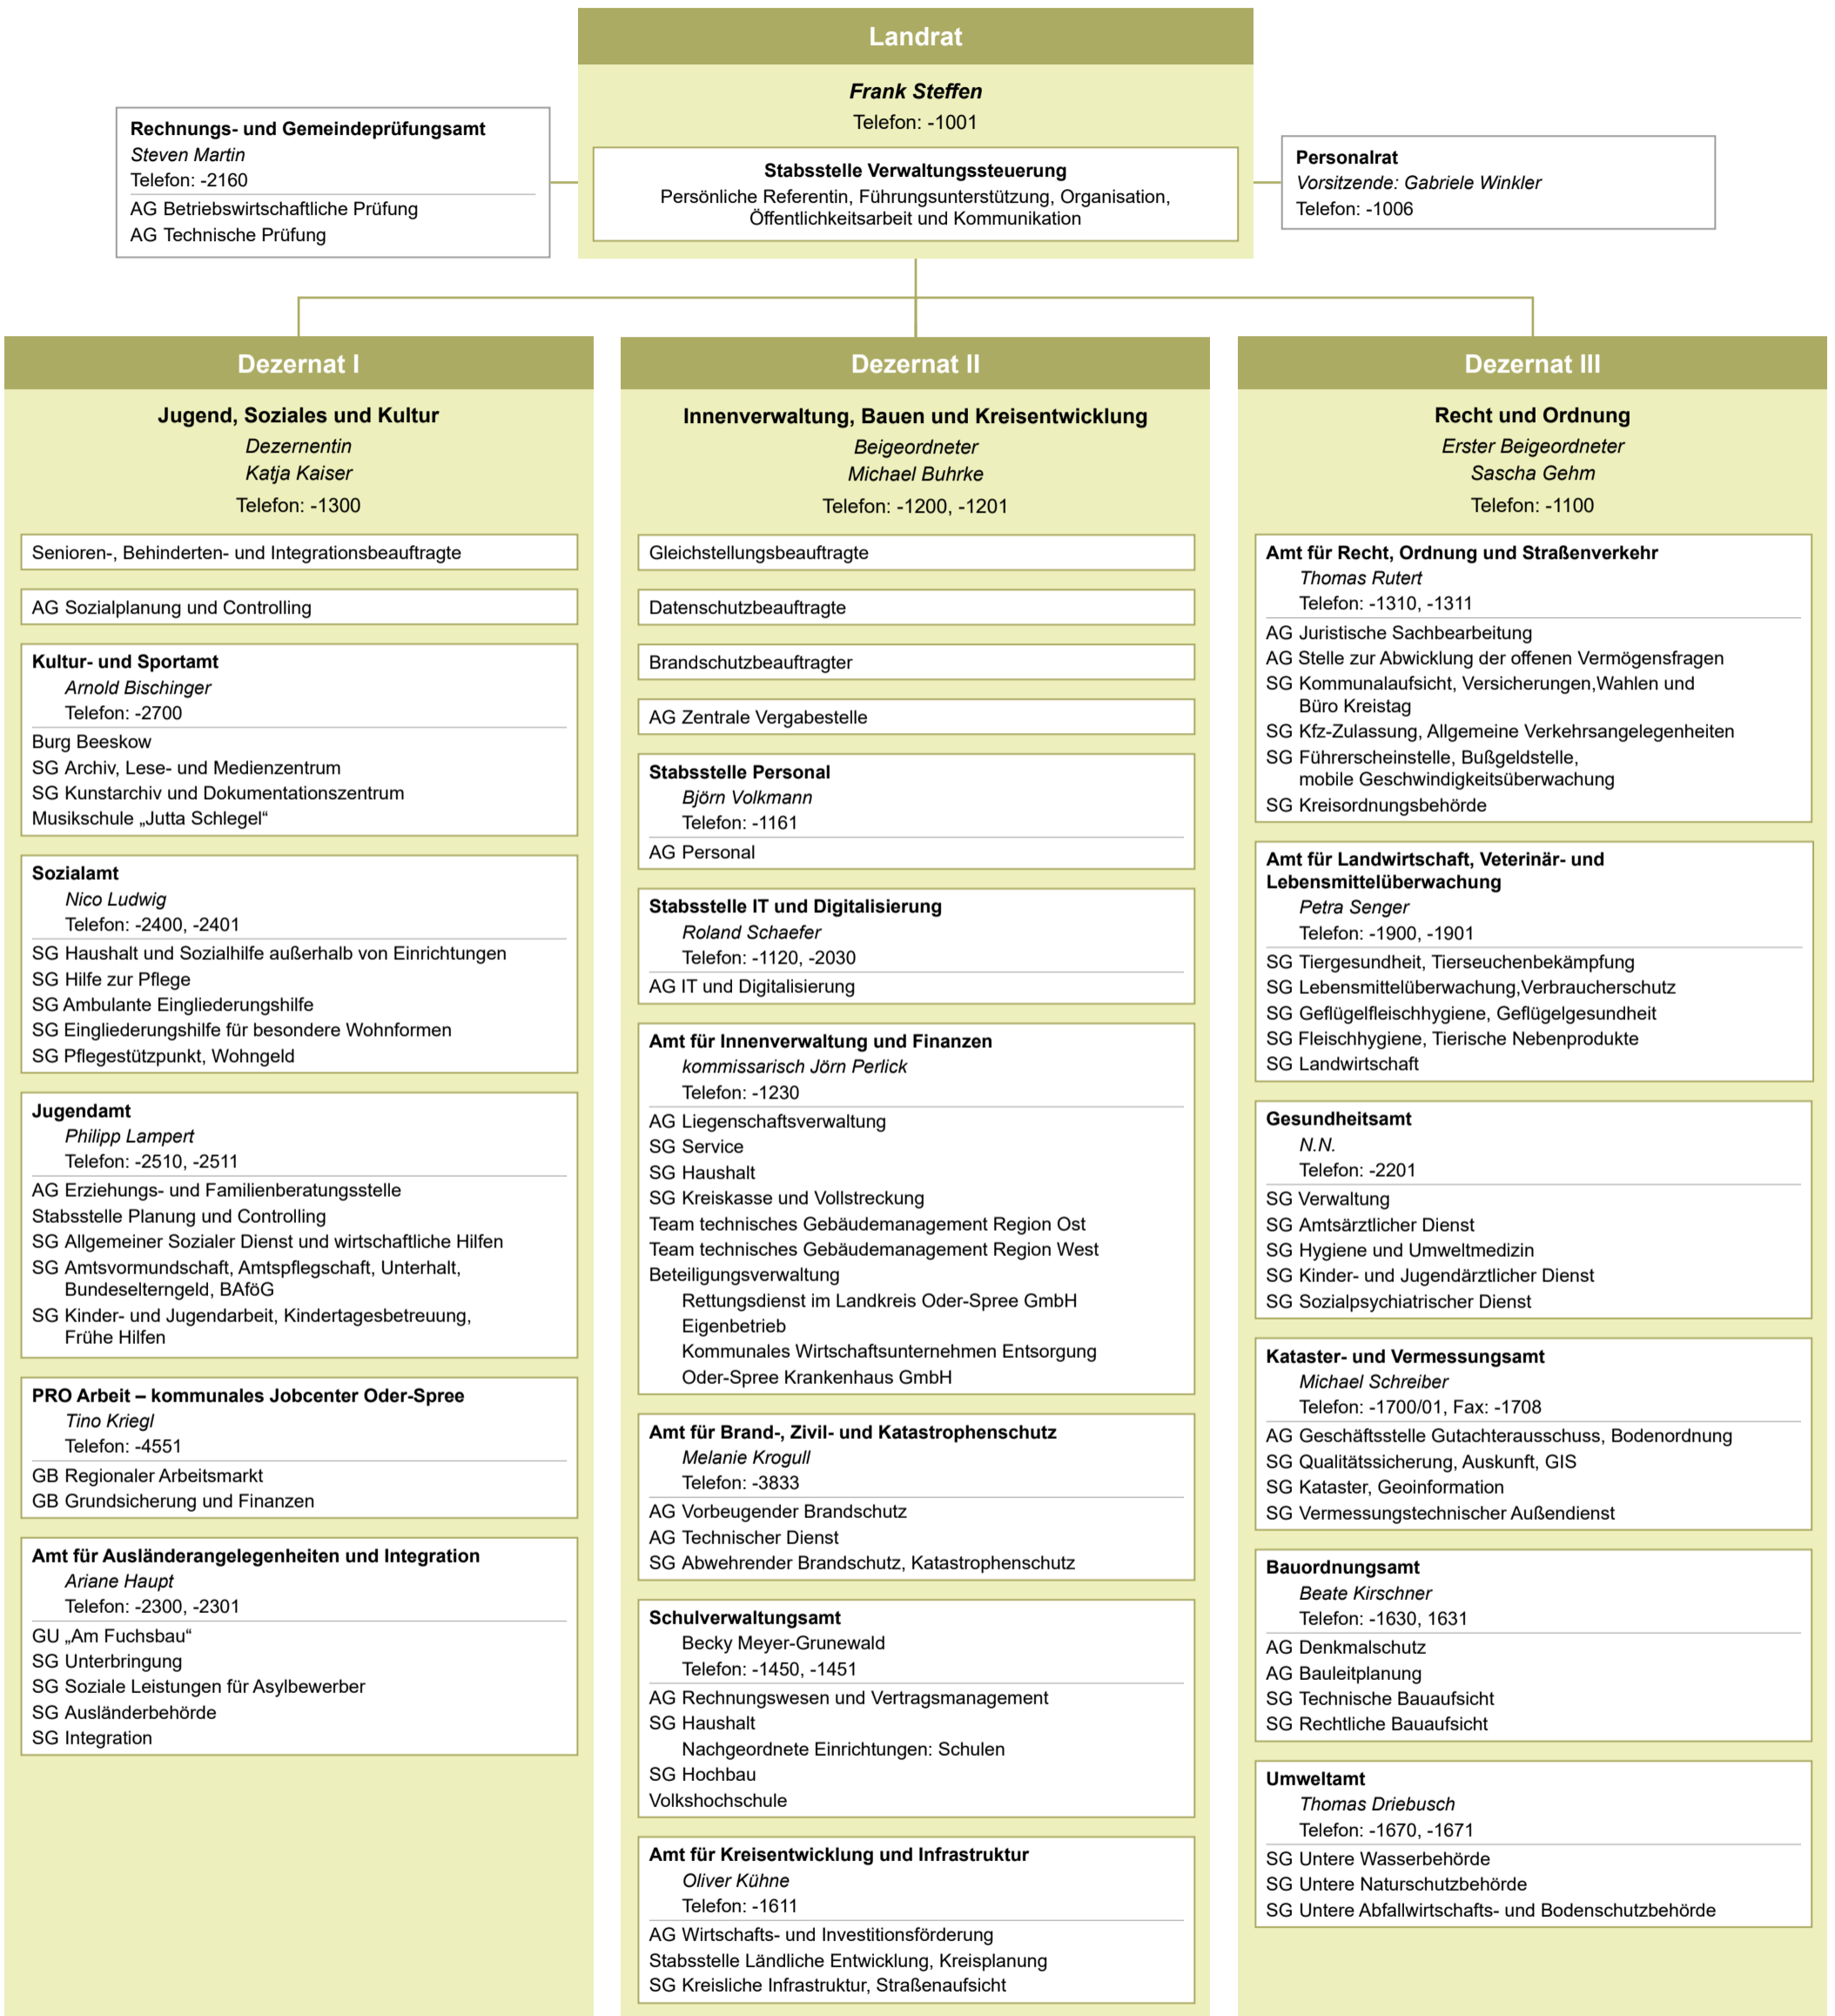 Landrat
Frank Steffen
Telefon: -1001
Stabsstelle Verwaltungssteuerung
Persönliche Referentin, Führungsunterstützung, Organisation,
Öffentlichkeitsarbeit und Kommunikation
Rechnungs- und Gemeindeprüfungsamt
Steven Martin
Telefon: -2160
AG Betriebswirtschaftliche Prüfung
AG Technische Prüfung
Personalrat
Vorsitzende: Gabriele Winkler
Telefon: -1006
Dezernat I
Jugend, Soziales und Kultur
Dezernentin
Katja Kaiser
Telefon: -1300
Senioren-, Behinderten- und Integrationsbeauftragte
AG Sozialplanung und Controlling
Kultur- und Sportamt
Arnold Bischinger
Telefon: -2700
Burg Beeskow
SG Archiv, Lese- und Medienzentrum
SG Kunstarchiv und Dokumentationszentrum
Musikschule „Jutta Schlegel“
Sozialamt
Nico Ludwig
Telefon: -2400, -2401
SG Haushalt und Sozialhilfe außerhalb von Einrichtungen
SG Hilfe zur Pflege
SG Ambulante Eingliederungshilfe
SG Eingliederungshilfe für besondere Wohnformen
SG Pflegestützpunkt, Wohngeld
Jugendamt
Philipp Lampert
Telefon: -2510, -2511
AG Erziehungs- und Familienberatungsstelle
Stabsstelle Planung und Controlling
SG Allgemeiner Sozialer Dienst und wirtschaftliche Hilfen
SG Amtsvormundschaft, Amtspflegschaft, Unterhalt,
Bundeselterngeld, BAföG
SG Kinder- und Jugendarbeit, Kindertagesbetreuung,
Frühe Hilfen
PRO Arbeit – kommunales Jobcenter Oder-Spree
Tino Kriegl
Telefon: -4551
GB Regionaler Arbeitsmarkt
GB Grundsicherung und Finanzen
Amt für Ausländerangelegenheiten und Integration
Ariane Haupt
Telefon: -2300, -2301
GU „Am Fuchsbau“
SG Unterbringung
SG Soziale Leistungen für Asylbewerber
SG Ausländerbehörde
SG Integration
Dezernat II
Innenverwaltung, Bauen und Kreisentwicklung
Beigeordneter
Michael Buhrke
Telefon: -1200, -1201
Gleichstellungsbeauftragte
Datenschutzbeauftragte
Brandschutzbeauftragter
AG Zentrale Vergabestelle
Stabsstelle Personal
Björn Volkmann
Telefon: -1161
AG Personal
Stabsstelle IT und Digitalisierung
Roland Schaefer
Telefon: -1120, -2030
AG IT und Digitalisierung
Amt für Innenverwaltung und Finanzen
kommissarisch Jörn Perlick
Telefon: -1230
AG Liegenschaftsverwaltung
SG Service
SG Haushalt
SG Kreiskasse und Vollstreckung
Team technisches Gebäudemanagement Region Ost
Team technisches Gebäudemanagement Region West
Beteiligungsverwaltung
Rettungsdienst im Landkreis Oder-Spree GmbH
Eigenbetrieb
Kommunales Wirtschaftsunternehmen Entsorgung
Oder-Spree Krankenhaus GmbH
Amt für Brand-, Zivil- und Katastrophenschutz
Melanie Krogull
Telefon: -3833
AG Vorbeugender Brandschutz
AG Technischer Dienst
SG Abwehrender Brandschutz, Katastrophenschutz
Schulverwaltungsamt
Becky Meyer-Grunewald
Telefon: -1450, -1451
AG Rechnungswesen und Vertragsmanagement
SG Haushalt
Nachgeordnete Einrichtungen: Schulen
SG Hochbau
Volkshochschule
Amt für Kreisentwicklung und Infrastruktur
Oliver Kühne
Telefon: -1611
AG Wirtschafts- und Investitionsförderung
Stabsstelle Ländliche Entwicklung, Kreisplanung
SG Kreisliche Infrastruktur, Straßenaufsicht
Dezernat III
Recht und Ordnung
Erster Beigeordneter
Sascha Gehm
Telefon: -1100
Amt für Recht, Ordnung und Straßenverkehr
Thomas Rutert
Telefon: -1310, -1311
AG Juristische Sachbearbeitung
AG Stelle zur Abwicklung der offenen Vermögensfragen
SG Kommunalaufsicht, Versicherungen,Wahlen und
Büro Kreistag
SG Kfz-Zulassung, Allgemeine Verkehrsangelegenheiten
SG Führerscheinstelle, Bußgeldstelle,
mobile Geschwindigkeitsüberwachung
SG Kreisordnungsbehörde
Amt für Landwirtschaft, Veterinär- und
Lebensmittelüberwachung
Petra Senger
Telefon: -1900, -1901
SG Tiergesundheit, Tierseuchenbekämpfung
SG Lebensmittelüberwachung,Verbraucherschutz
SG Geflügelfleischhygiene, Geflügelgesundheit
SG Fleischhygiene, Tierische Nebenprodukte
SG Landwirtschaft
Gesundheitsamt
N.N.
Telefon: -2201
SG Verwaltung
SG Amtsärztlicher Dienst
SG Hygiene und Umweltmedizin
SG Kinder- und Jugendärztlicher Dienst
SG Sozialpsychiatrischer Dienst
Kataster- und Vermessungsamt
Michael Schreiber
Telefon: -1700/01, Fax: -1708
AG Geschäftsstelle Gutachterausschuss, Bodenordnung
SG Qualitätssicherung, Auskunft, GIS
SG Kataster, Geoinformation
SG Vermessungstechnischer Außendienst
Bauordnungsamt
Beate Kirschner
Telefon: -1630, 1631
AG Denkmalschutz
AG Bauleitplanung
SG Technische Bauaufsicht
SG Rechtliche Bauaufsicht
Umweltamt
Thomas Driebusch
Telefon: -1670, -1671
SG Untere Wasserbehörde
SG Untere Naturschutzbehörde
SG Untere Abfallwirtschafts- und Bodenschutzbehörde